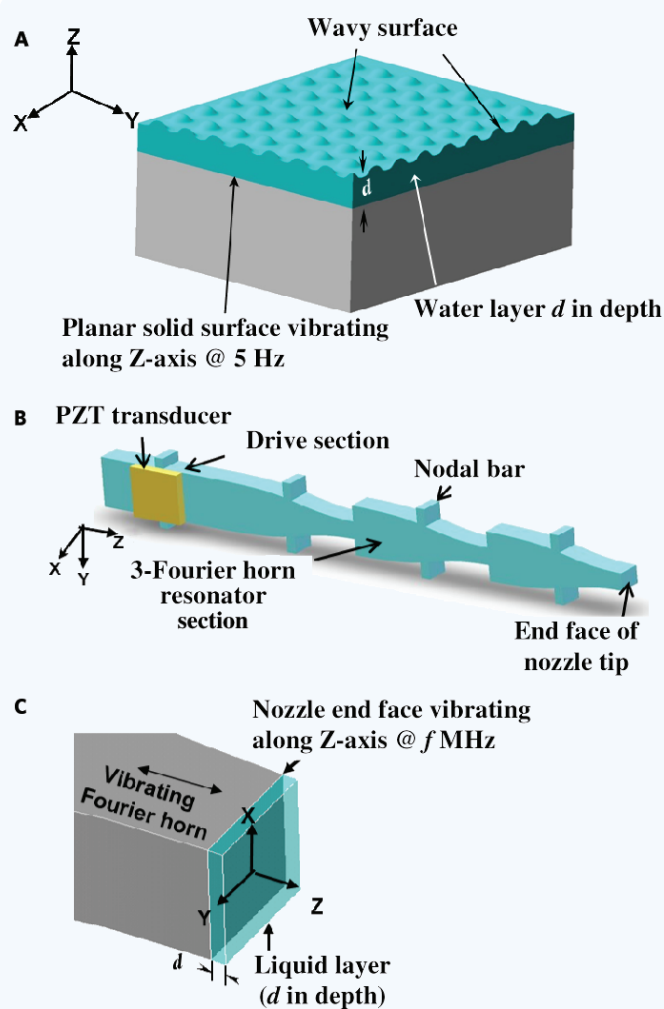 A
Z
X
Y
Wavy surface
d
Water layer d in depth
Planar solid surface vibrating
along Z-axis @ 5 Hz
B
PZT transducer
Drive section
Nodal bar
X
Y
Z
3-Fourier horn
resonator
section
End face of
nozzle tip
C
Nozzle end face vibrating
along Z-axis @ f MHz
Vibrating
Fourier horn
X
Y
Z
d
Liquid layer
(d in depth)